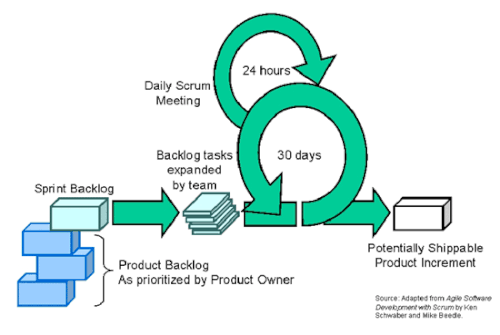 24 hours
Daily Scrum
Meeting
Backlog tasks
expanded
by team
30 days
Sprint Backlog
Potentially Shippable
Product Increment
Product Backlog
As prioritized by Product Owner
Source: Adapted from Agile Software
Development with Scrum by Ken
Schwaber and Mike Beedle.